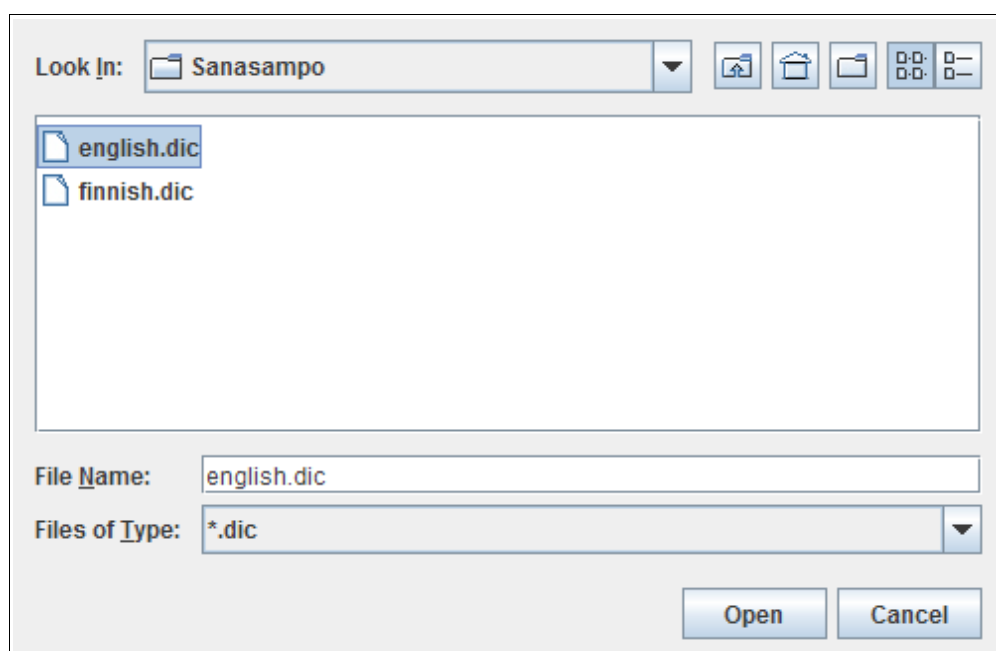 Look In: Sanasampo
english.dic
finnish.dic
File Name: english.dic
Files of Type: *.dic
Open Cancel